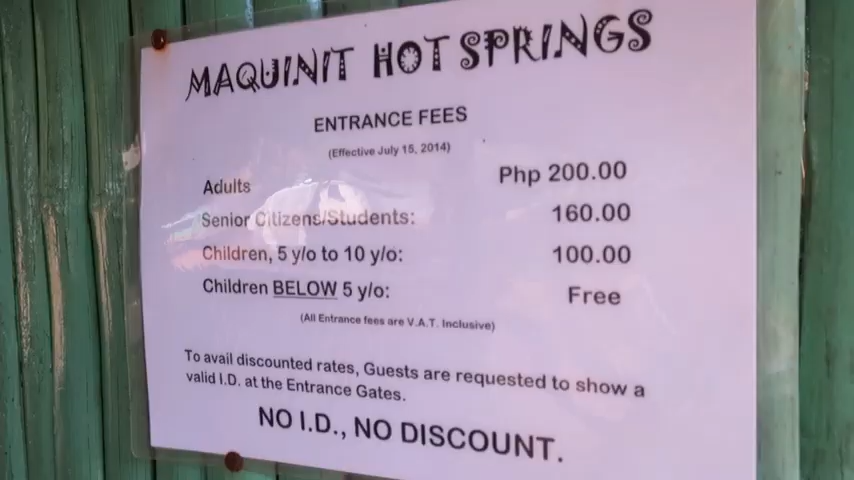 MAQUINIT HOT SPRINGS
ENTRANCE FEES
(Effective July 15, 2014)
Adults Php 200.00
Senior Citizens/Students: 160.00
Children, 5 y/o to 10 y/o: 100.00
Children BELOW 5 y/o: Free
(All Entrance fees are V.A.T. Inclusive)
To avail discounted rates, Guests are requested to show a
valid I.D. at the Entrance Gates.
NO I.D., NO DISCOUNT.